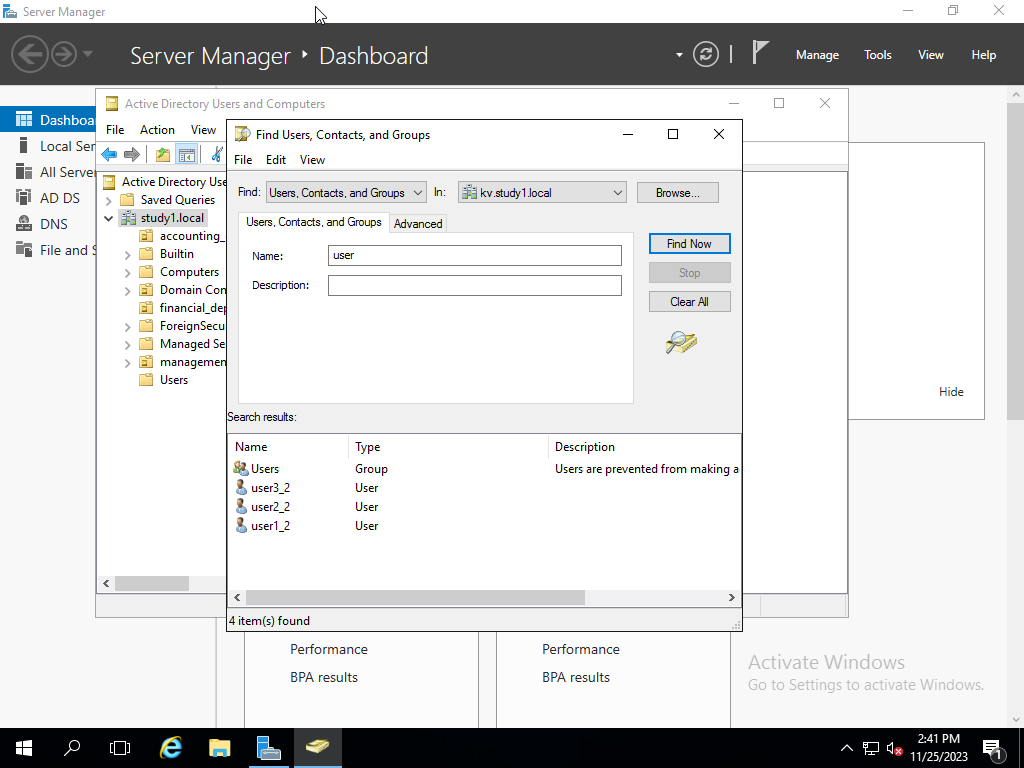 Server Manager
Server Manager • Dashboard
Manage
Tools
View
Help
Dashboa
Local Ser
All Server
AD DS
DNS
File and S
Active Directory Users and Computers
File
Action
View
Active Directory Use
Saved Queries
study1.local
accounting_
Builtin
Computers
Domain Con
financial_dep
ForeignSecu
Managed Se
managemen
Users
Find Users, Contacts, and Groups
File
Edit
View
Find:
Users, Contacts, and Groups
In:
kv.study1.local
Browse...
Users, Contacts, and Groups
Advanced
Name:
user
Description:
Find Now
Stop
Clear All
Search results:
Name
Type
Description
Users
Group
Users are prevented from making a
user3_2
User
user2_2
User
user1_2
User
4 item(s) found
Hide
Performance
BPA results
Performance
BPA results
Activate Windows
Go to Settings to activate Windows.
2:41 PM
11/25/2023
1